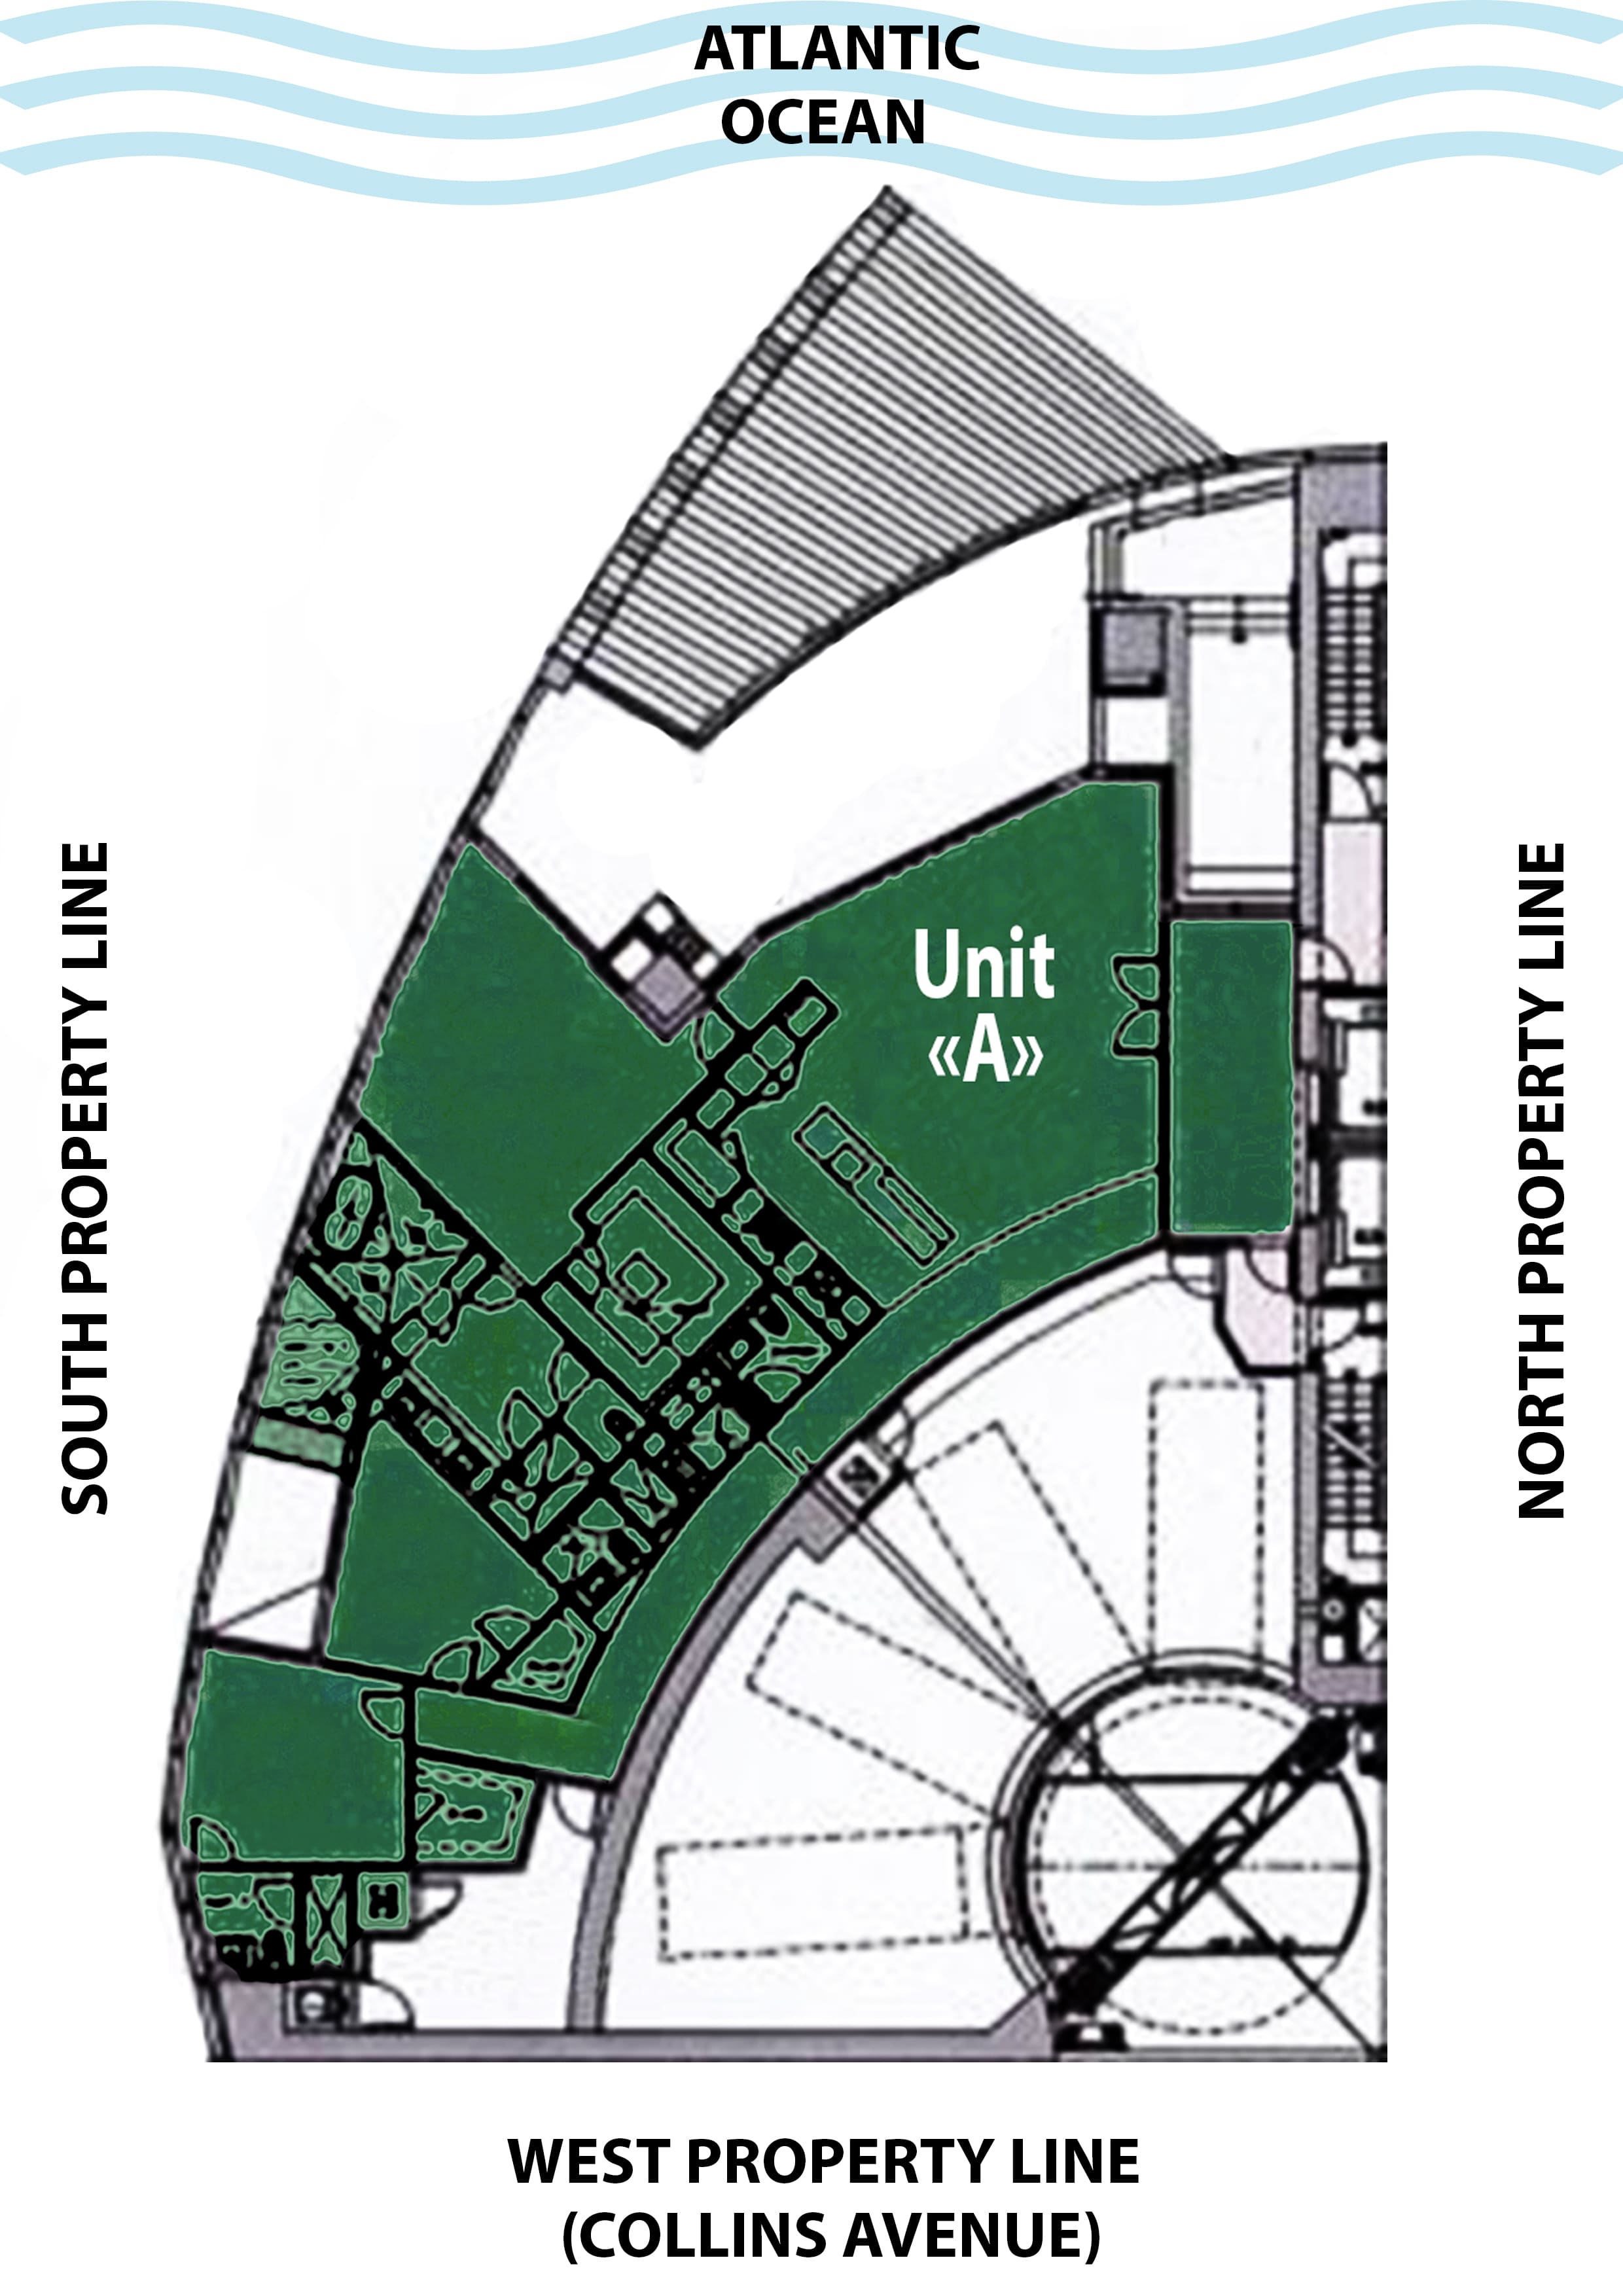 ATLANTIC
OCEAN
Unit
«A»
SOUTH PROPERTY LINE
NORTH PROPERTY LINE
WEST PROPERTY LINE
(COLLINS AVENUE)